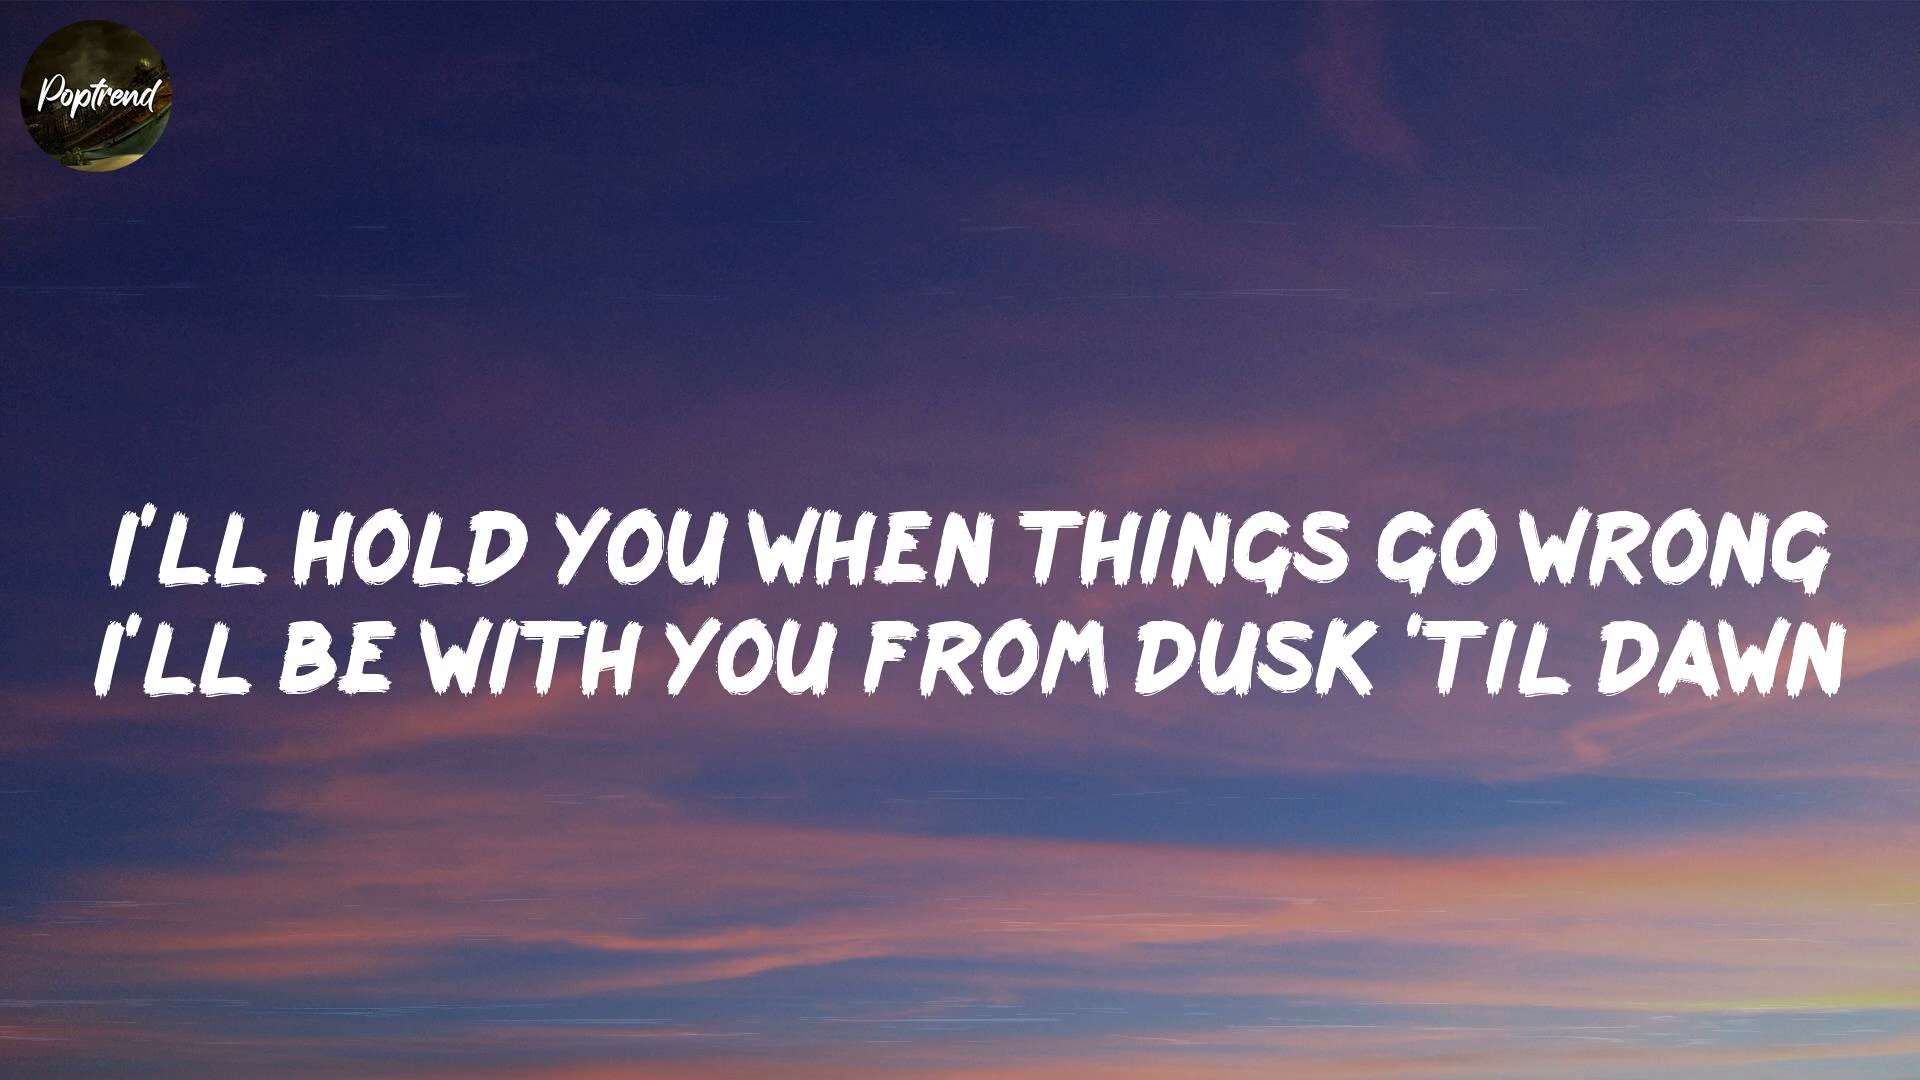 Poptrend
I'LL HOLD YOU WHEN THINGS GO WRONG
I'LL BE WITH YOU FROM DUSK 'TIL DAWN